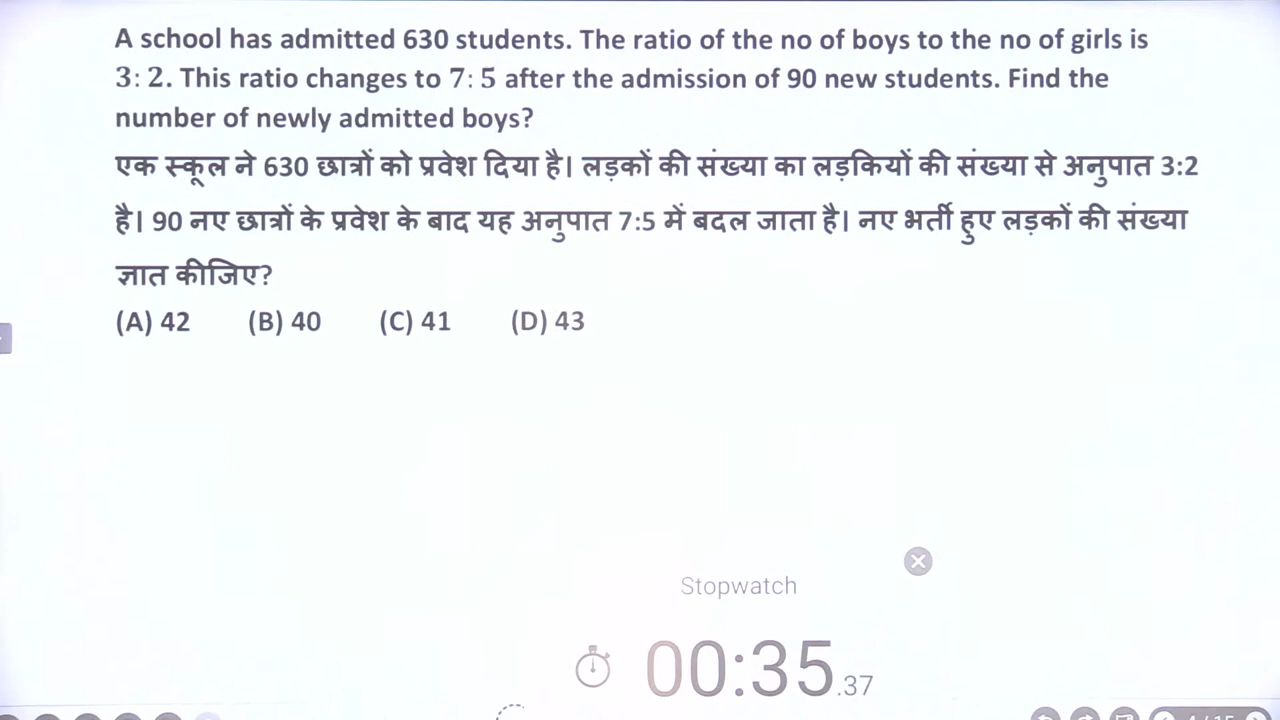 A school has admitted 630 students. The ratio of the no of boys to the no of girls is
3: 2. This ratio changes to 7: 5 after the admission of 90 new students. Find the
number of newly admitted boys?
एक स्कूल ने 630 छात्रों को प्रवेश दिया है। लड़कों की संख्या का लड़कियों की संख्या से अनुपात 3:2
है। 90 नए छात्रों के प्रवेश के बाद यह अनुपात 7:5 में बदल जाता है। नए भर्ती हुए लड़कों की संख्या
ज्ञात कीजिए?
(A) 42 (B) 40 (C) 41 (D) 43
Stopwatch
00:35.37